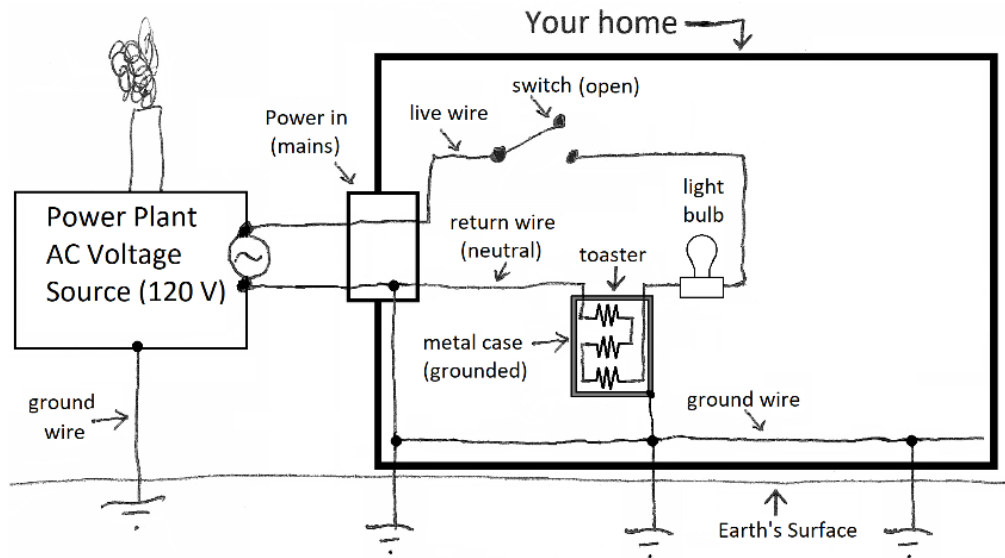 Your home
switch (open)
Power in
(mains)
live wire
light
bulb
Power Plant
AC Voltage
Source (120 V)
return wire
(neutral)
toaster
metal case
(grounded)
ground
wire
ground wire
Earth's Surface